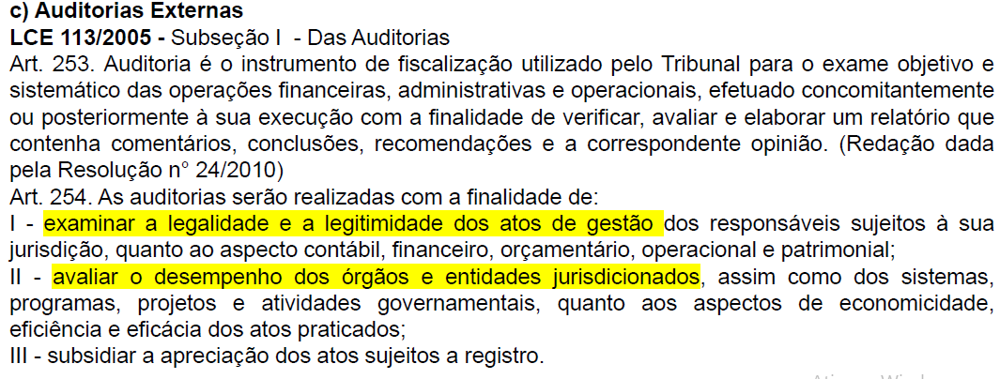 c) Auditorias Externas
LCE 113/2005 - Subseção I - Das Auditorias
Art. 253. Auditoria é o instrumento de fiscalização utilizado pelo Tribunal para o exame objetivo e
sistemático das operações financeiras, administrativas e operacionais, efetuado concomitantemente
ou posteriormente à sua execução com a finalidade de verificar, avaliar e elaborar um relatório que
contenha comentários, conclusões, recomendações e a correspondente opinião. (Redação dada
pela Resolução n° 24/2010)
Art. 254. As auditorias serão realizadas com a finalidade de:
I - examinar a legalidade e a legitimidade dos atos de gestão dos responsáveis sujeitos à sua
jurisdição, quanto ao aspecto contábil, financeiro, orçamentário, operacional e patrimonial;
II - avaliar o desempenho dos órgãos e entidades jurisdicionados, assim como dos sistemas,
programas, projetos e atividades governamentais, quanto aos aspectos de economicidade,
eficiência e eficácia dos atos praticados;
III - subsidiar a apreciação dos atos sujeitos a registro.